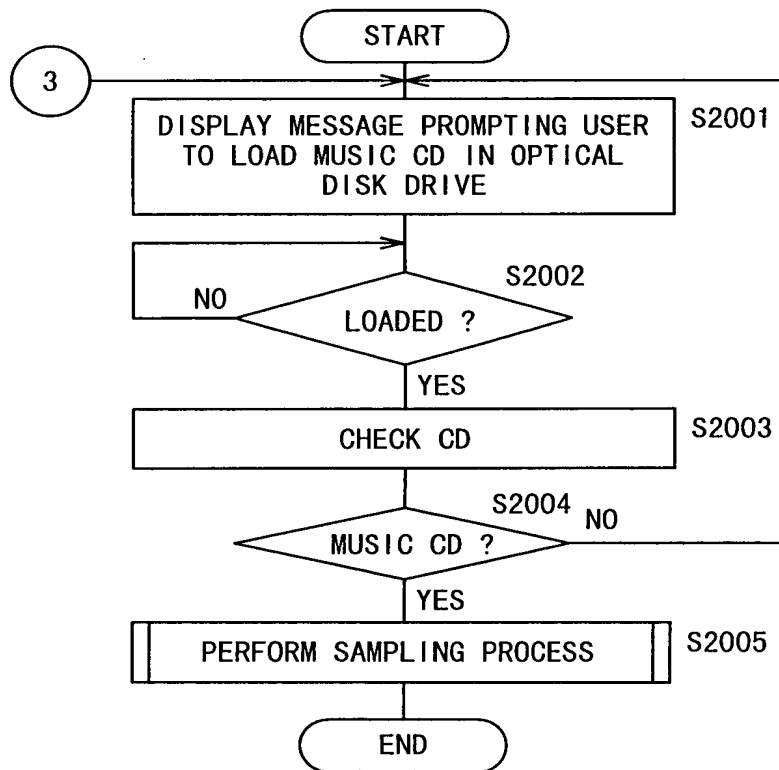 START
3
DISPLAY MESSAGE PROMPTING USER
TO LOAD MUSIC CD IN OPTICAL
DISK DRIVE
S2001
S2002
NO
LOADED ?
YES
CHECK CD
S2003
S2004
NO
MUSIC CD ?
YES
PERFORM SAMPLING PROCESS
S2005
END